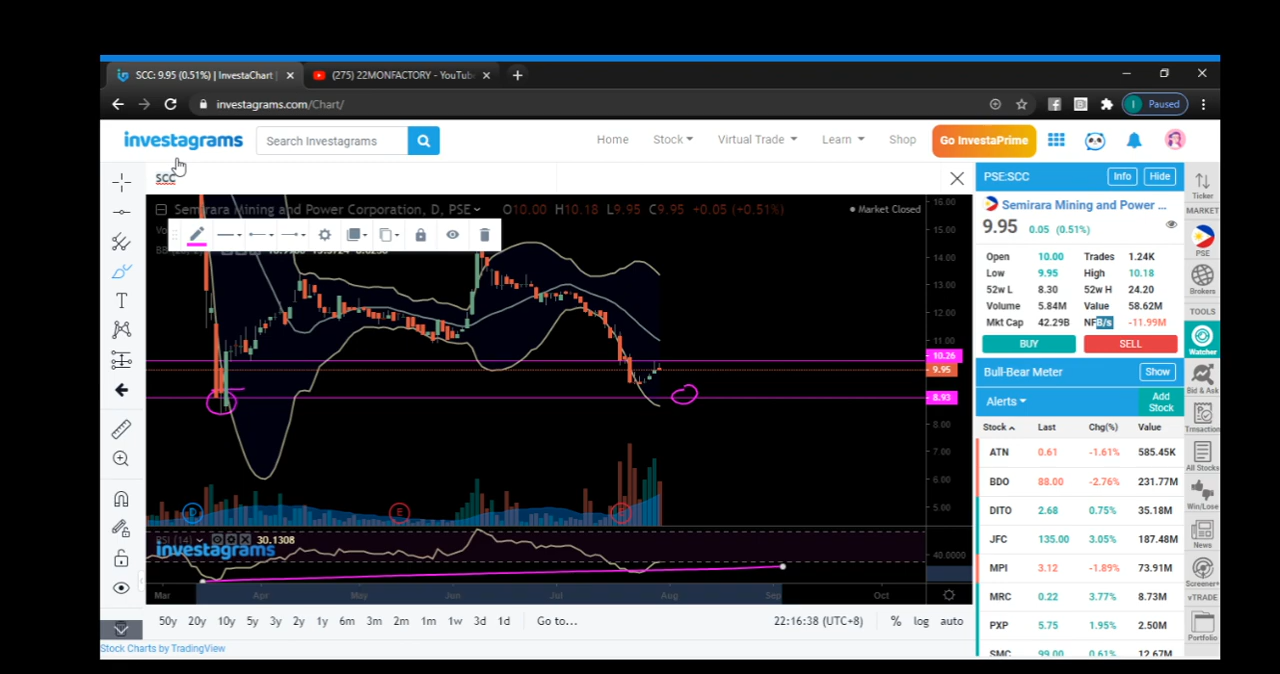 SCC: 9.95 (0.51%) | InvestaChart
(275) 22MONFACTORY - YouTub
investagrams.com/Chart/
I Paused
investagrams
Search Investagrams
Home Stock Virtual Trade Learn Shop
Go InvestaPrime
SCC
Semirara Mining and Power Corporation, D, PSE O10.00 H10.18 L9.95 C9.95 +0.05 (+0.51%)
Market Closed
16.00
15.00
14.00
13.00
12.00
11.00
10.26
9.95
8.93
8.00
7.00
6.00
5.00
D
E
RSI (14) 30.1308
investagrams
40.0000
Mar Apr May Jun Jul Aug Sep Oct
50y 20y 10y 5y 3y 2y 1y 6m 3m 2m 1m 1w 3d 1d Go to...
22:16:38 (UTC+8) % log auto
Stock Charts by TradingView
PSE:SCC Info Hide
Semirara Mining and Power ...
9.95 0.05 (0.51%)
Open 10.00 Trades 1.24K
Low 9.95 High 10.18
52w L 8.30 52w H 24.20
Volume 5.84M Value 58.62M
Mkt Cap 42.29B NFB/s -11.99M
BUY SELL
Bull-Bear Meter Show
Alerts Add Stock
Stock Last Chg(%) Value
ATN 0.61 -1.61% 585.45K
BDO 88.00 -2.76% 231.77M
DITO 2.68 0.75% 35.18M
JFC 135.00 3.05% 187.48M
MPI 3.12 -1.89% 73.91M
MRC 0.22 3.77% 8.73M
PXP 5.75 1.95% 2.50M
SMC 99.00 0.61% 12.67M
Ticker
MARKET
PSE
Brokers
TOOLS
Watcher
Bid & Ask
Transaction
All Stocks
Win/Lose
News
Screener+
vTRADE
Portfolio